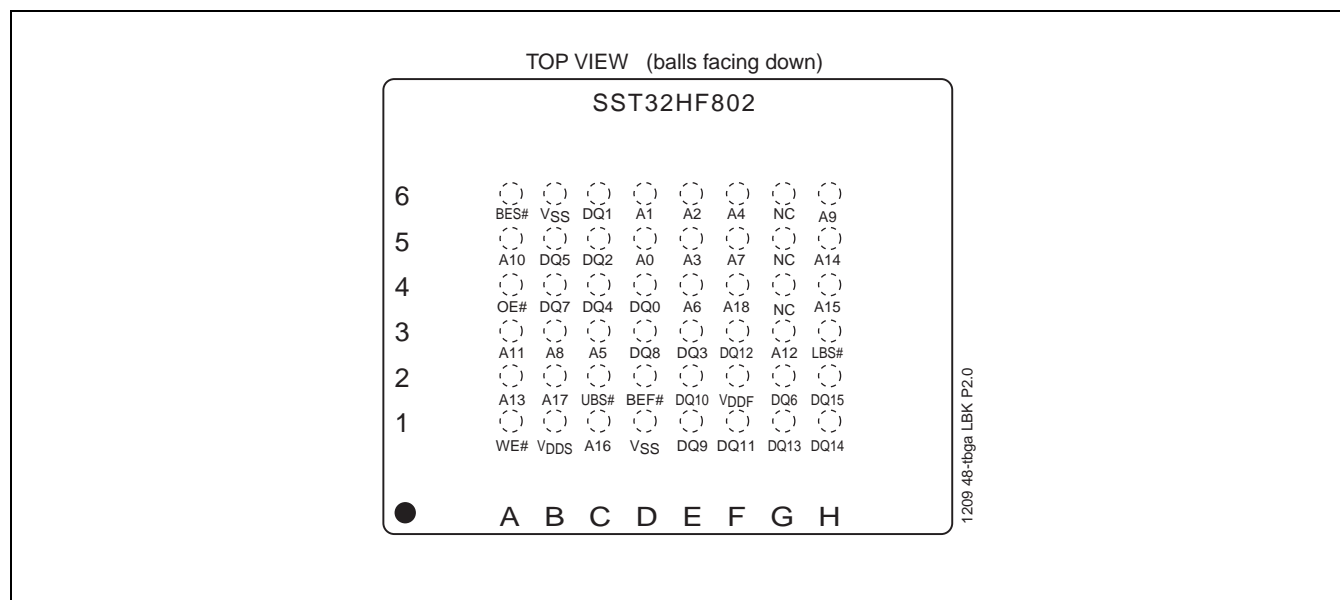 TOP VIEW (balls facing down)
SST32HF802
6
BES# VSS DQ1 A1 A2 A4 NC A9
5
A10 DQ5 DQ2 A0 A3 A7 NC A14
4
OE# DQ7 DQ4 DQ0 A6 A18 NC A15
3
A11 A8 A5 DQ8 DQ3 DQ12 A12 LBS#
2
A13 A17 UBS# BEF# DQ10 VDDF DQ6 DQ15
1
WE# VDDS A16 VSS DQ9 DQ11 DQ13 DQ14
A B C D E F G H
1209 48-tbga LBK P2.0